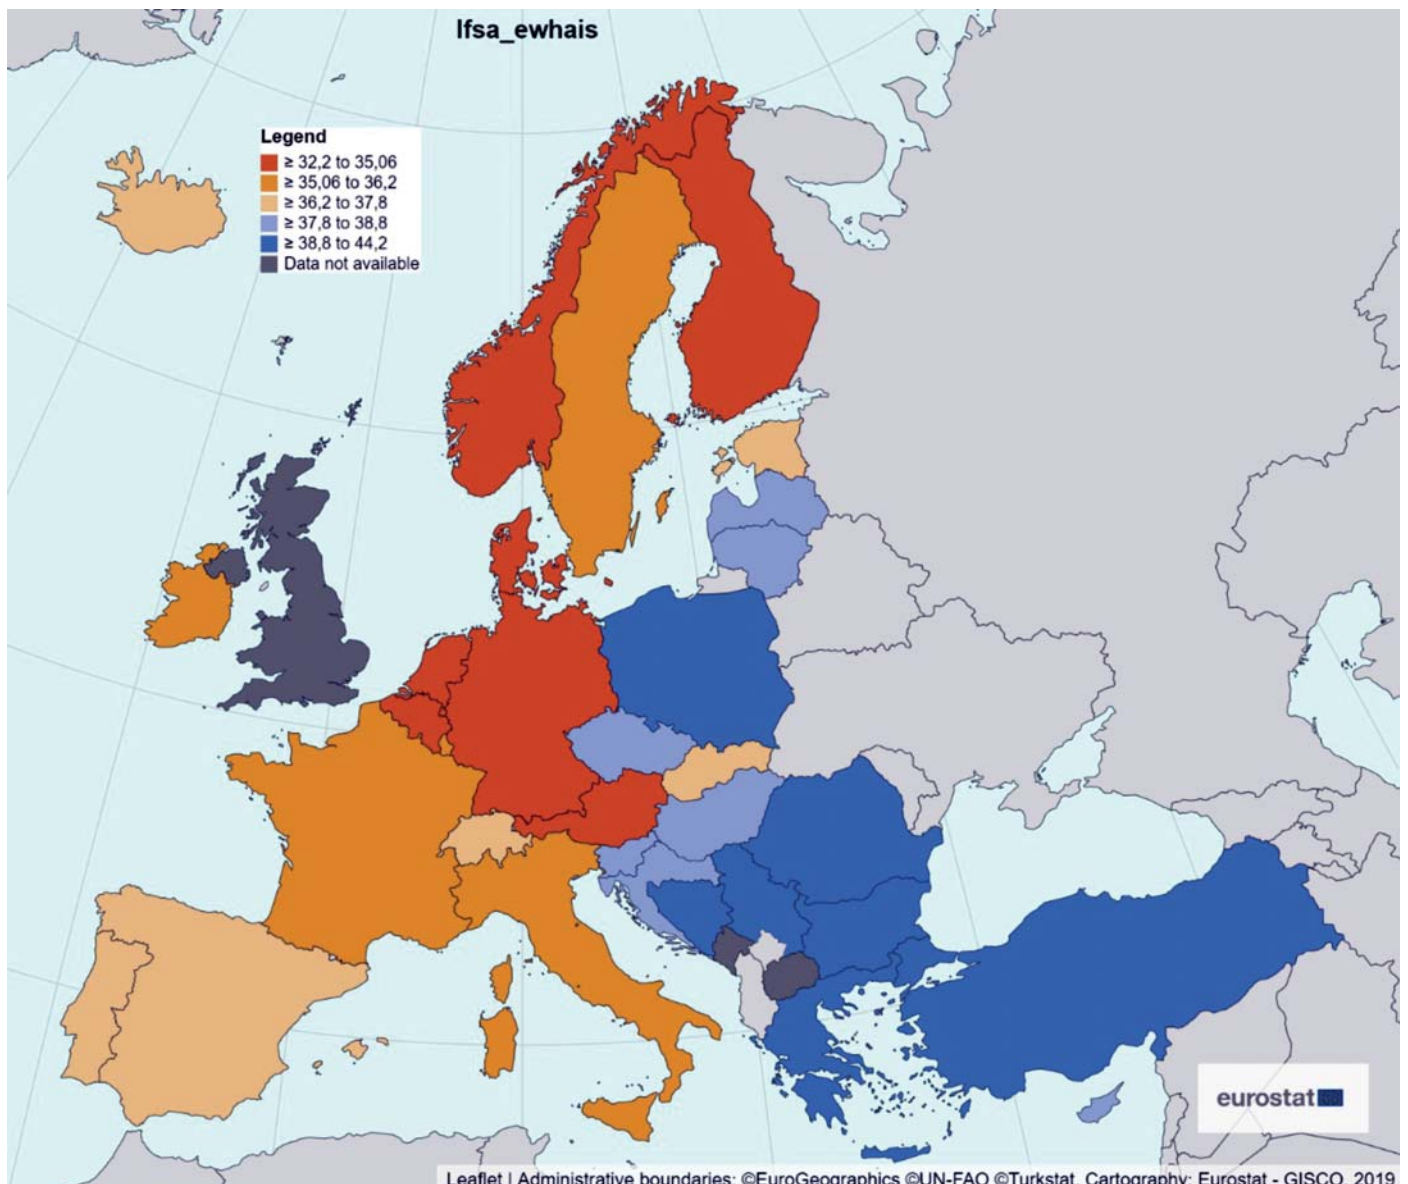 lfsa_ewhais
Legend
≥ 32,2 to 35,06
≥ 35,06 to 36,2
≥ 36,2 to 37,8
≥ 37,8 to 38,8
≥ 38,8 to 44,2
Data not available
eurostat
Leaflet | Administrative boundaries: ©EuroGeographics ©UN-FAO ©Turkstat, Cartography: Eurostat - GISCO, 2019